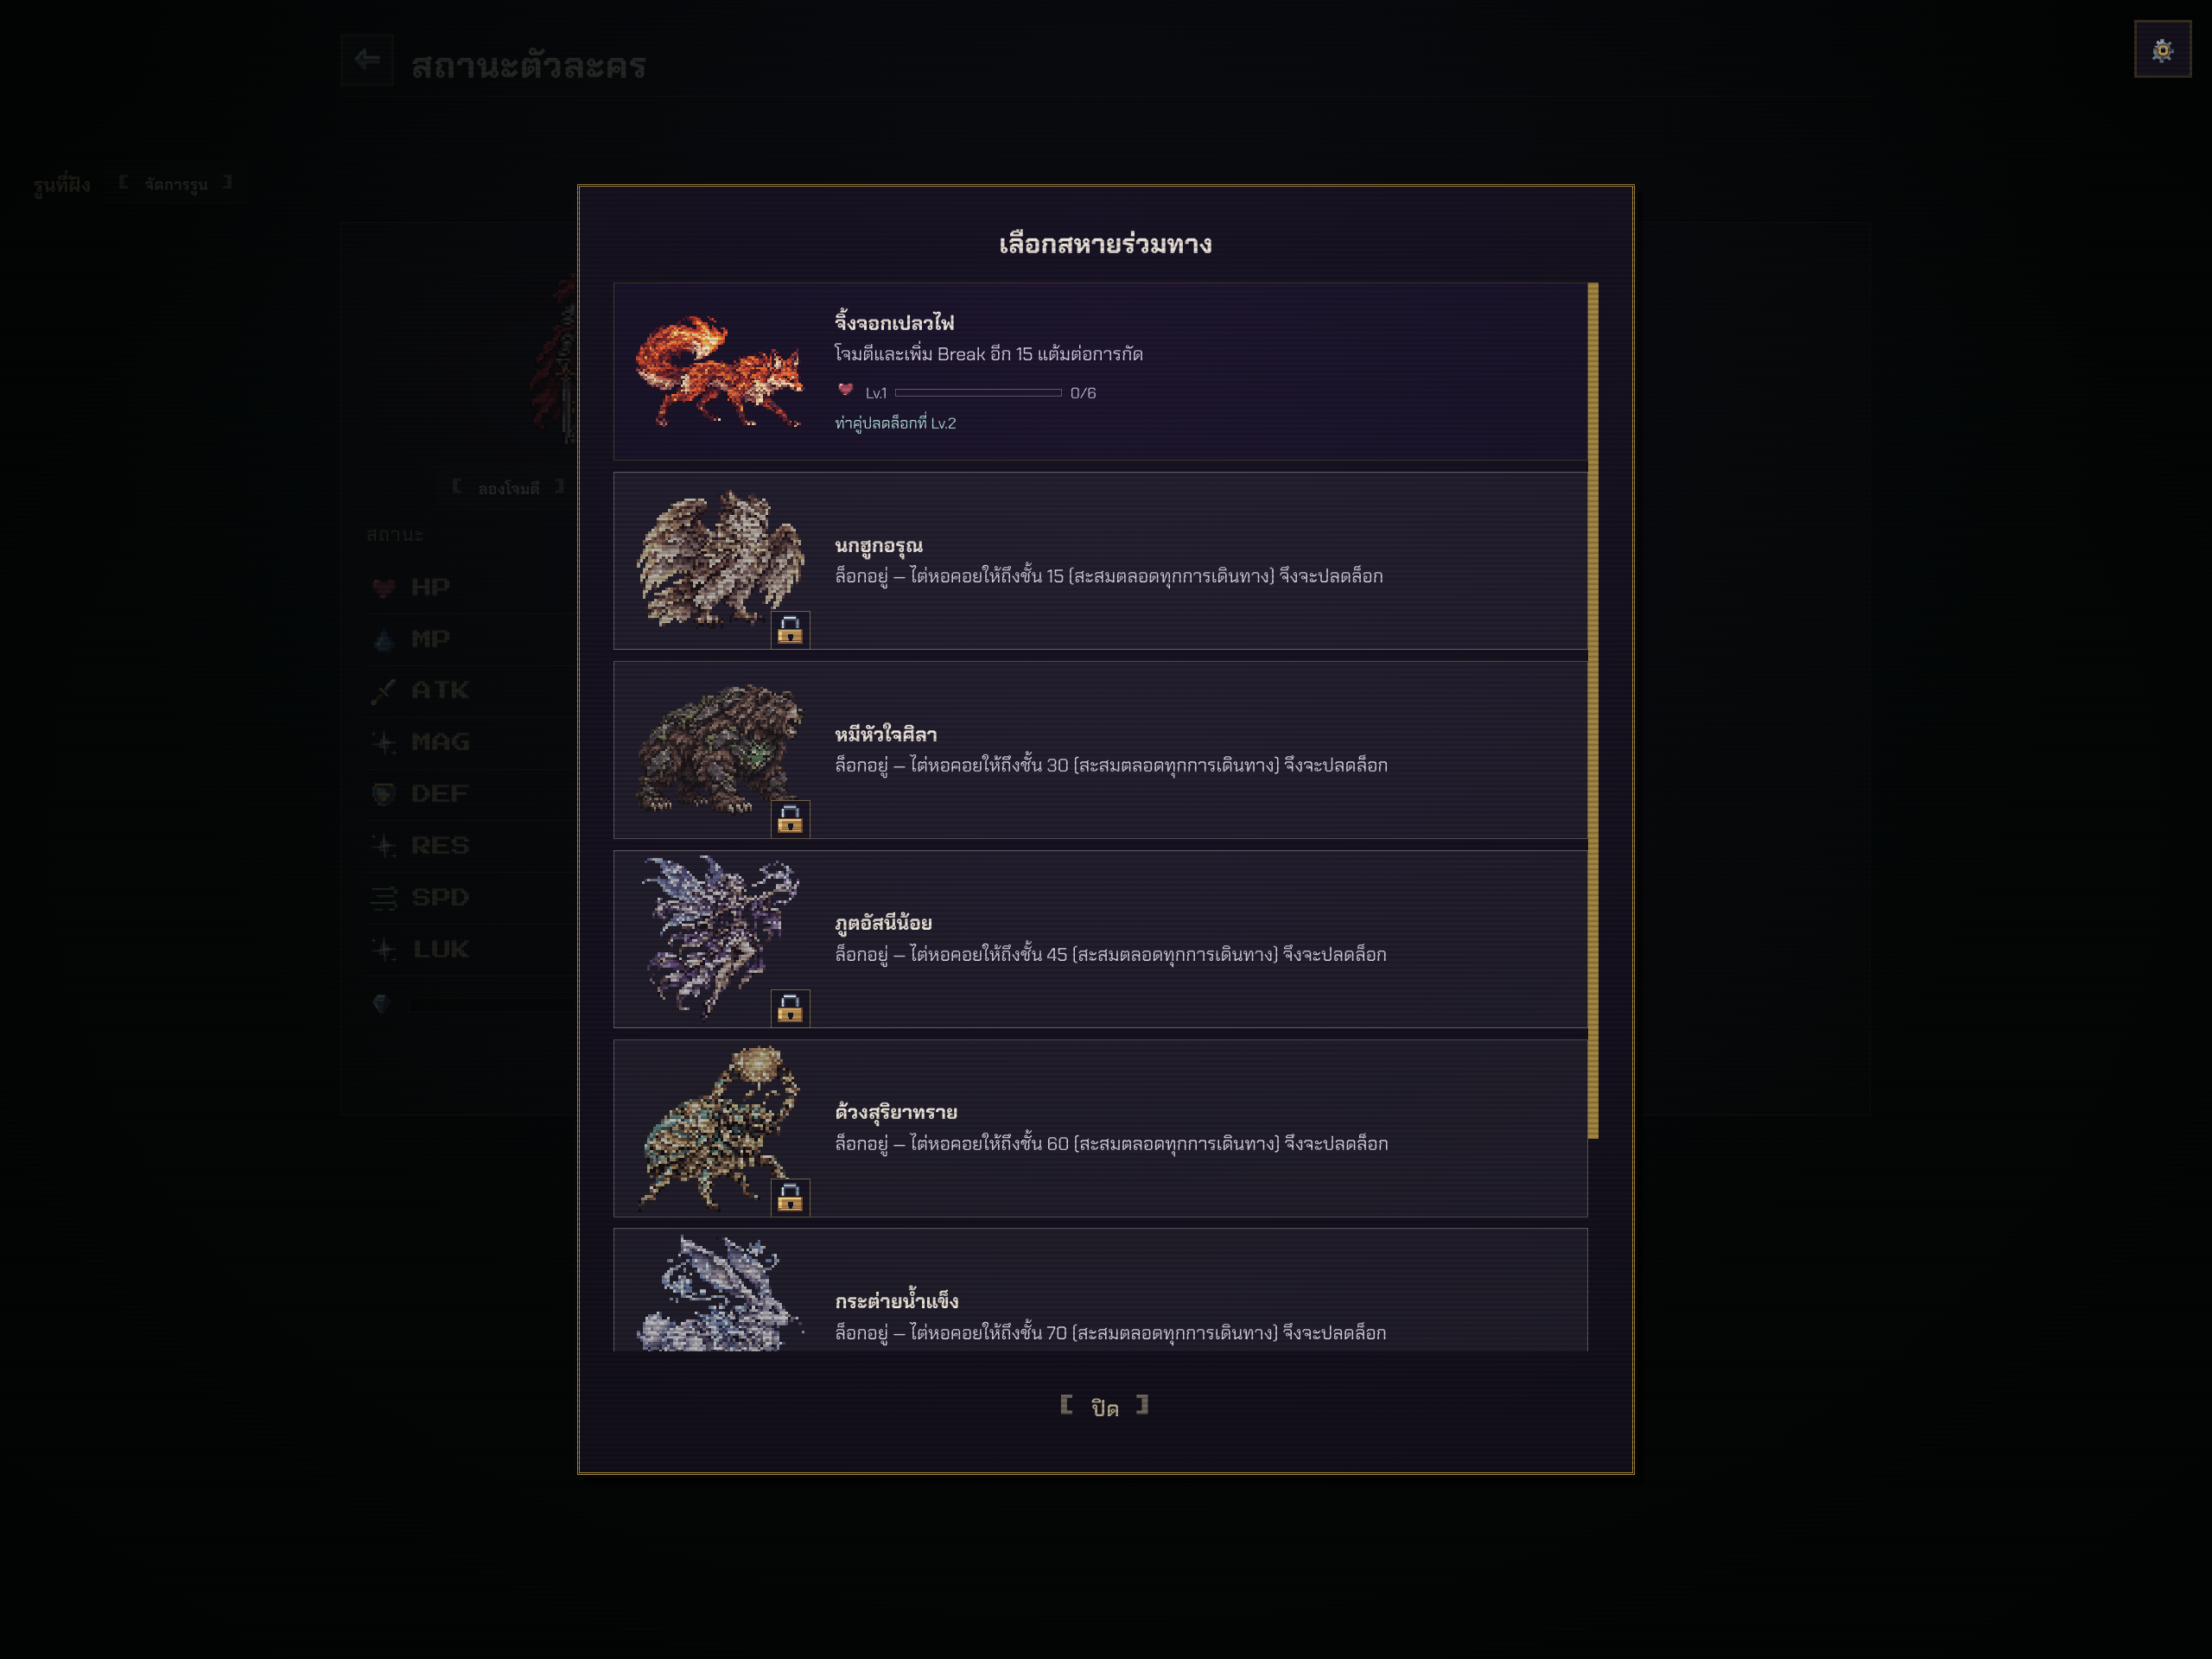 สถานะตัวละคร
รูนที่ฝัง
[ จัดการรูน ]
เลือกสหายร่วมทาง
จิ้งจอกเปลวไฟ
โจมตีและเพิ่ม Break อีก 15 แต้มต่อการกัด
Lv.1 0/6
ท่าคู่ปลดล็อกที่ Lv.2
[ ลองโจมตี ]
สถานะ
HP
MP
ATK
MAG
DEF
RES
SPD
LUK
นกฮูกอรุณ
ล็อกอยู่ — ไต่หอคอยให้ถึงชั้น 15 (สะสมตลอดทุกการเดินทาง) จึงจะปลดล็อก
หมีหัวใจศิลา
ล็อกอยู่ — ไต่หอคอยให้ถึงชั้น 30 (สะสมตลอดทุกการเดินทาง) จึงจะปลดล็อก
ภูตอัสนีน้อย
ล็อกอยู่ — ไต่หอคอยให้ถึงชั้น 45 (สะสมตลอดทุกการเดินทาง) จึงจะปลดล็อก
ด้วงสุริยาทราย
ล็อกอยู่ — ไต่หอคอยให้ถึงชั้น 60 (สะสมตลอดทุกการเดินทาง) จึงจะปลดล็อก
กระต่ายน้ำแข็ง
ล็อกอยู่ — ไต่หอคอยให้ถึงชั้น 70 (สะสมตลอดทุกการเดินทาง) จึงจะปลดล็อก
[ ปิด ]